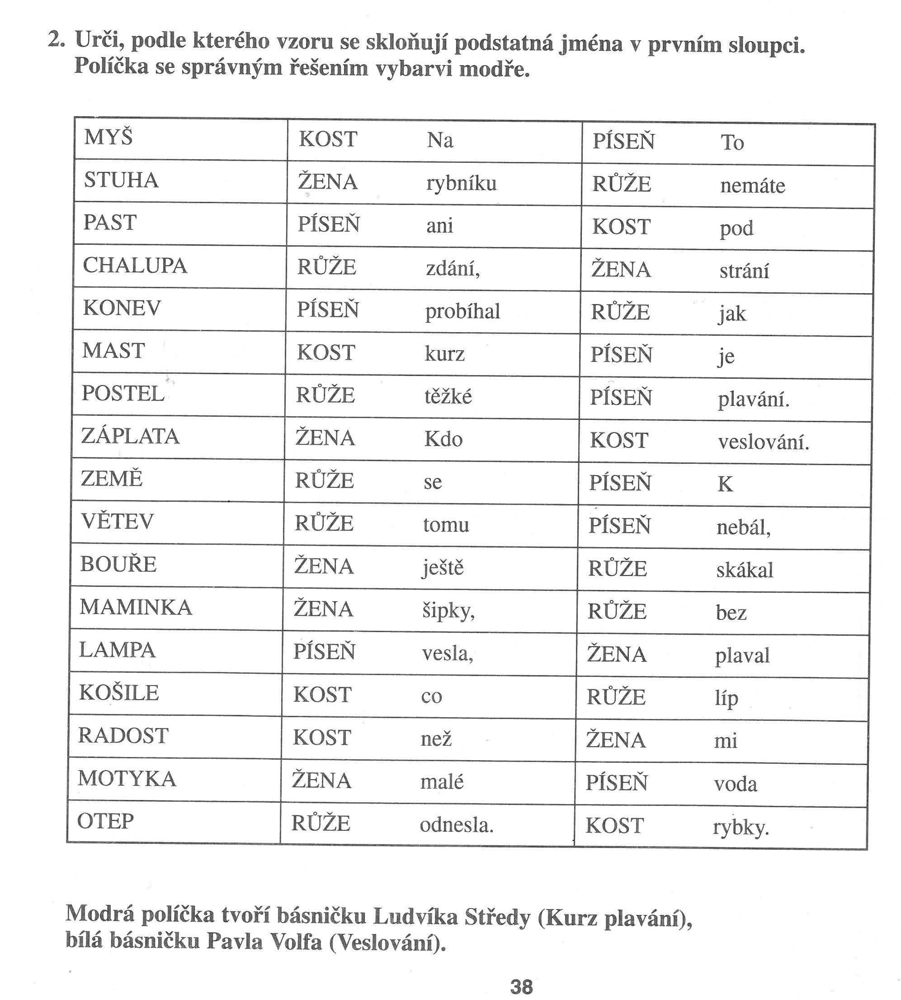 2. Urči, podle kterého vzoru se skloňují podstatná jména v prvním sloupci.
Políčka se správným řešením vybarvi modře.
MYŠ KOST Na PÍSEŇ To
STUHA ŽENA rybníku RŮŽE nemáte
PAST PÍSEŇ ani KOST pod
CHALUPA RŮŽE zdání, ŽENA strání
KONEV PÍSEŇ probíhal RŮŽE jak
MAST KOST kurz PÍSEŇ je
POSTEL RŮŽE těžké PÍSEŇ plavání.
ZÁPLATA ŽENA Kdo KOST veslování.
ZEMĚ RŮŽE se PÍSEŇ K
VĚTEV RŮŽE tomu PÍSEŇ nebál,
BOUŘE ŽENA ještě RŮŽE skákal
MAMINKA ŽENA šipky, RŮŽE bez
LAMPA PÍSEŇ vesla, ŽENA plaval
KOŠILE KOST co RŮŽE líp
RADOST KOST než ŽENA mi
MOTYKA ŽENA malé PÍSEŇ voda
OTEP RŮŽE odnesla. KOST rybky.
Modrá políčka tvoří básničku Ludvíka Středy (Kurz plavání),
bílá básničku Pavla Volfa (Veslování).
38